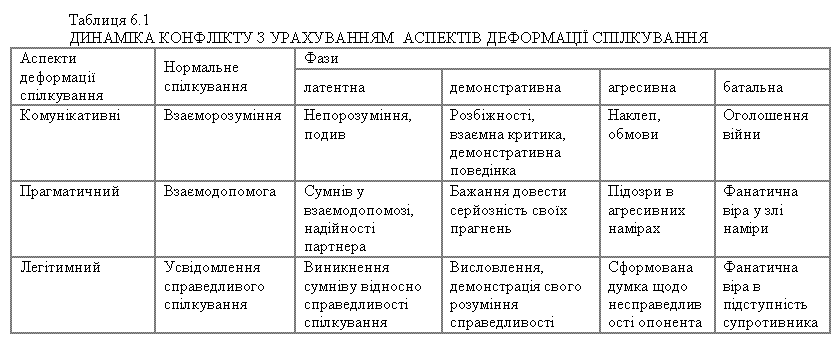 Таблиця 6.1
ДИНАМІКА КОНФЛІКТУ З УРАХУВАННЯМ АСПЕКТІВ ДЕФОРМАЦІЇ СПІЛКУВАННЯ
Аспекти
деформації
спілкування
Нормальне
спілкування
Фази
латентна
демонстративна
агресивна
батальна
Комунікативні
Взаєморозуміння
Непорозуміння,
подив
Розбіжності,
взаємна критика,
демонстративна
поведінка
Наклеп,
обмови
Оголошення
війни
Прагматичний
Взаємодопомога
Сумнів у
взаємодопомозі,
надійності
партнера
Бажання довести
серйозність своїх
прагнень
Підозри в
агресивних
намірах
Фанатична
віра у злі
наміри
Легітимний
Усвідомлення
справедливого
спілкування
Виникнення
сумніву відносно
справедливості
спілкування
Висловлення,
демонстрація свого
розуміння
справедливості
Сформована
думка щодо
несправедлив
ості опонента
Фанатична
віра в
підступність
супротивника